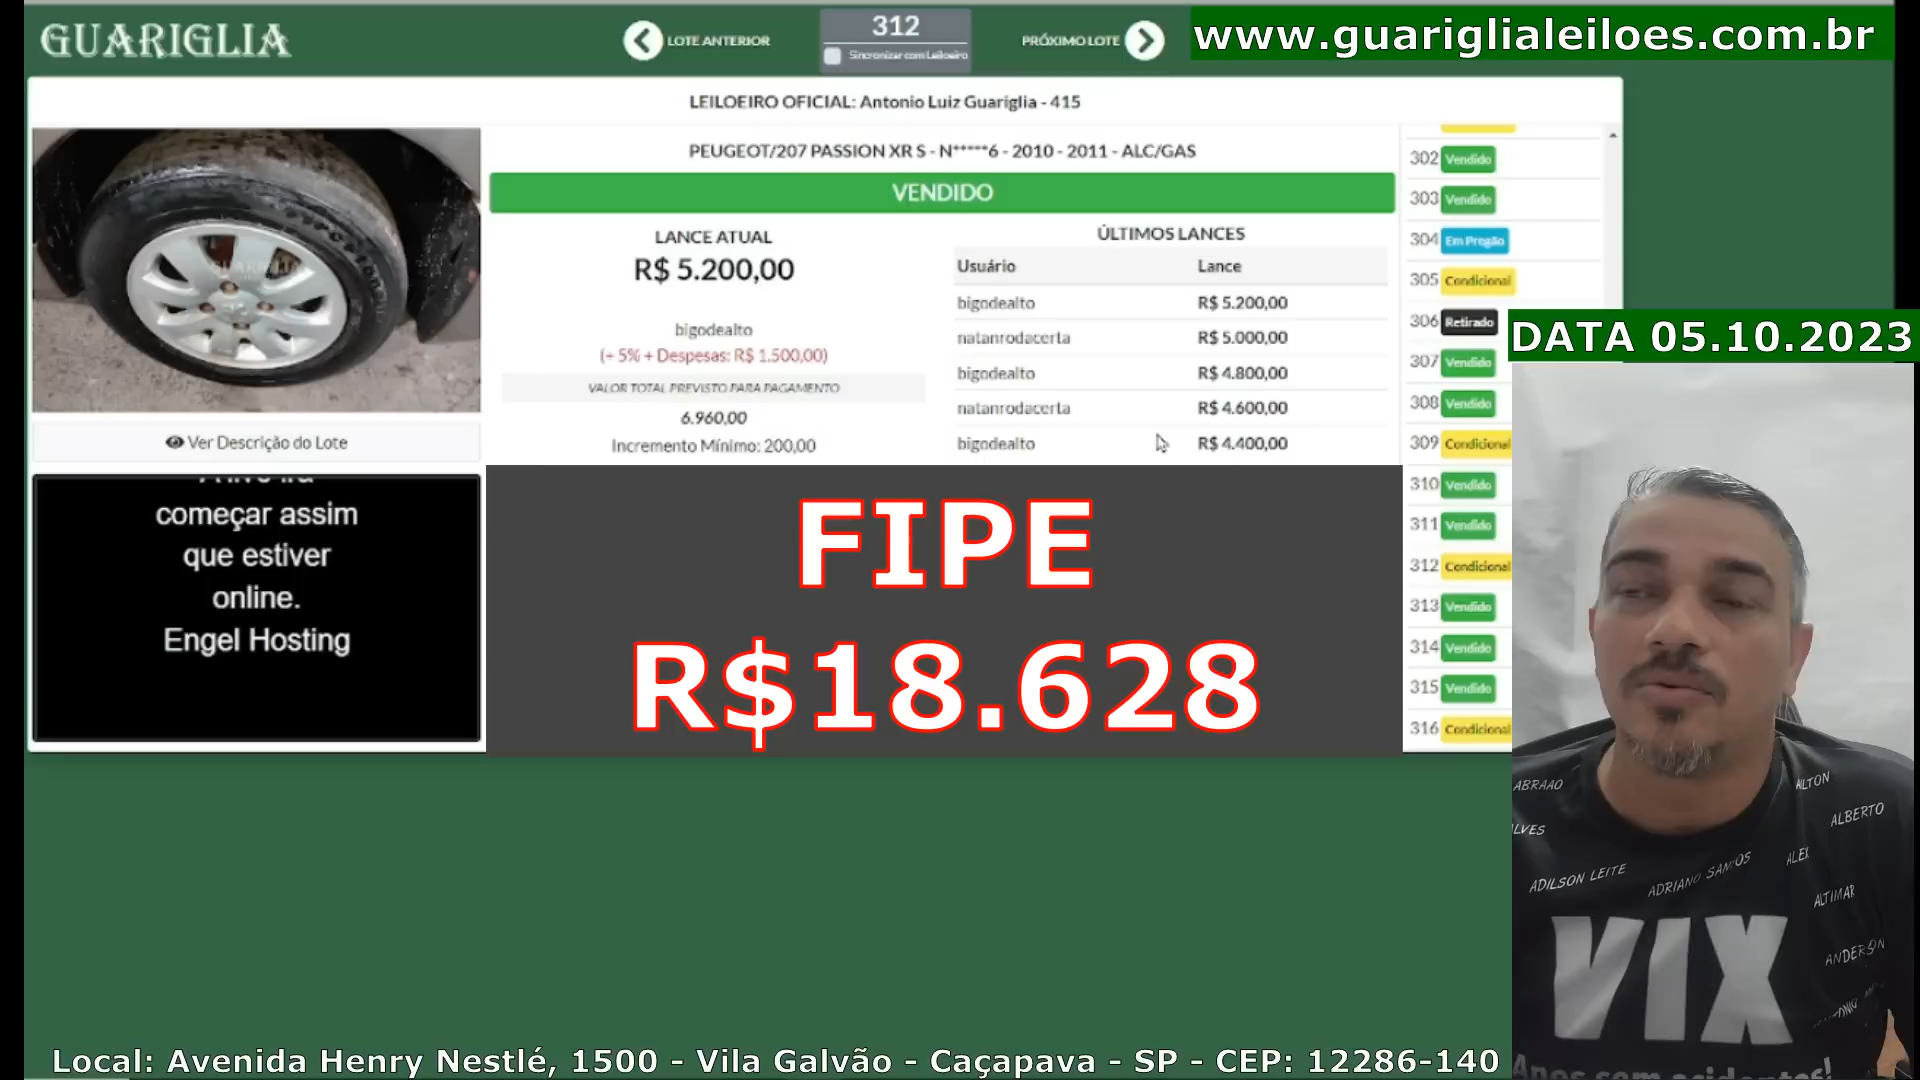 GUARIGLIA
LOTE ANTERIOR
312
Sincronizar com Leiloeiro
PRÓXIMO LOTE
www.guariglialeiloes.com.br
LEILOEIRO OFICIAL: Antonio Luiz Guariglia - 415
PEUGEOT/207 PASSION XR S - N*****6 - 2010 - 2011 - ALC/GAS
VENDIDO
LANCE ATUAL
R$ 5.200,00
bigodealto
(+ 5% + Despesas: R$ 1.500,00)
VALOR TOTAL PREVISTO PARA PAGAMENTO
6.960,00
Incremento Mínimo: 200,00
ÚLTIMOS LANCES
Usuário Lance
bigodealto R$ 5.200,00
natanrodacerta R$ 5.000,00
bigodealto R$ 4.800,00
natanrodacerta R$ 4.600,00
bigodealto R$ 4.400,00
302 Vendido
303 Vendido
304 Em Pregão
305 Condicional
306 Retirado
307 Vendido
308 Vendido
309 Condicional
310 Vendido
311 Vendido
312 Condicional
313 Vendido
314 Vendido
315 Vendido
316 Condicional
GUARIGLIA
Ver Descrição do Lote
começar assim
que estiver
online.
Engel Hosting
FIPE
R$18.628
DATA 05.10.2023
ABRAAO
AILTON
ALBERTO
LVES
ALEX
ADILSON LEITE
ADRIANO SANTOS
ALTIMAR
VIX
ANDERSON
Anos sem acidentes!
Local: Avenida Henry Nestlé, 1500 - Vila Galvão - Caçapava - SP - CEP: 12286-140